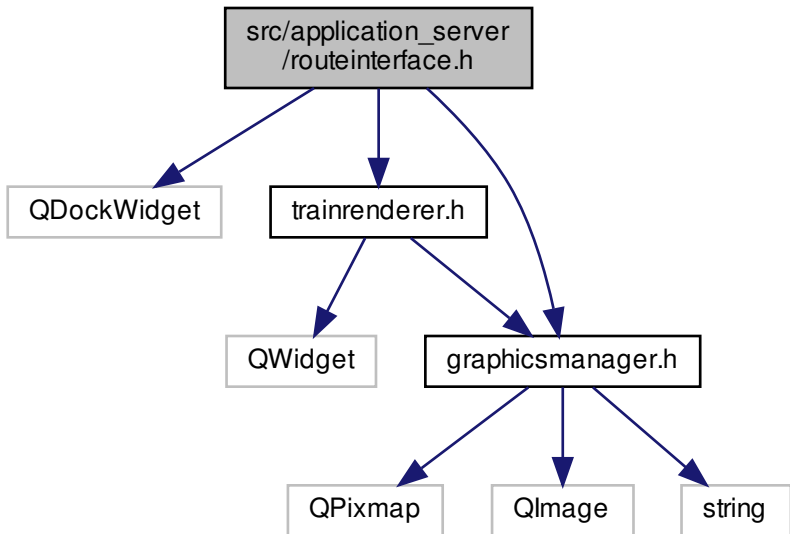 src/application_server
/routeinterface.h
QDockWidget
trainrenderer.h
QWidget
graphicsmanager.h
QPixmap
QImage
string